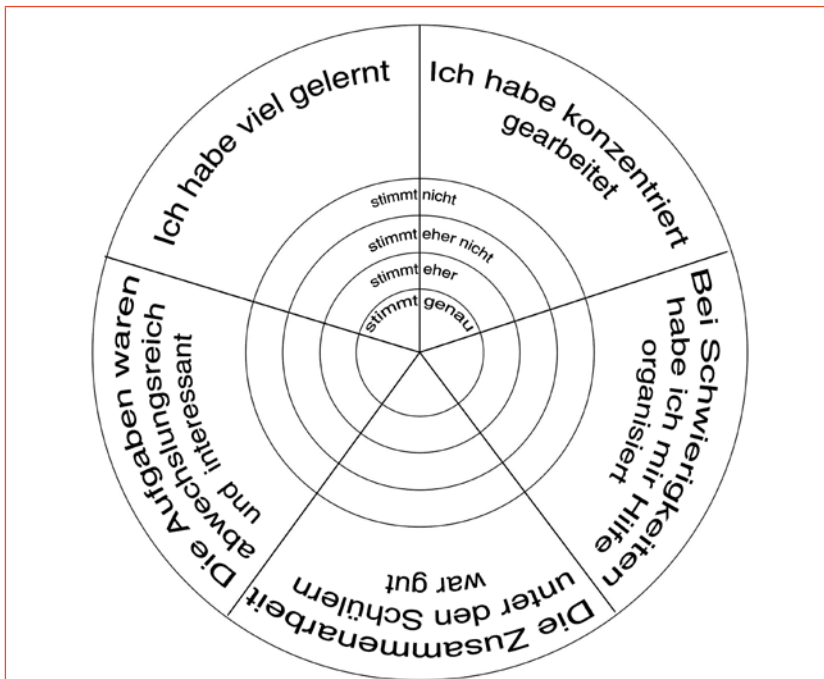 Ich habe viel gelernt
Ich habe konzentriert
gearbeitet
Bei Schwierigkeiten
habe ich mir Hilfe
organisiert
Die Zusammenarbeit
unter den Schülern
war gut
Die Aufgaben waren
abwechslungsreich
und interessant
stimmt nicht
stimmt eher nicht
stimmt eher
stimmt genau